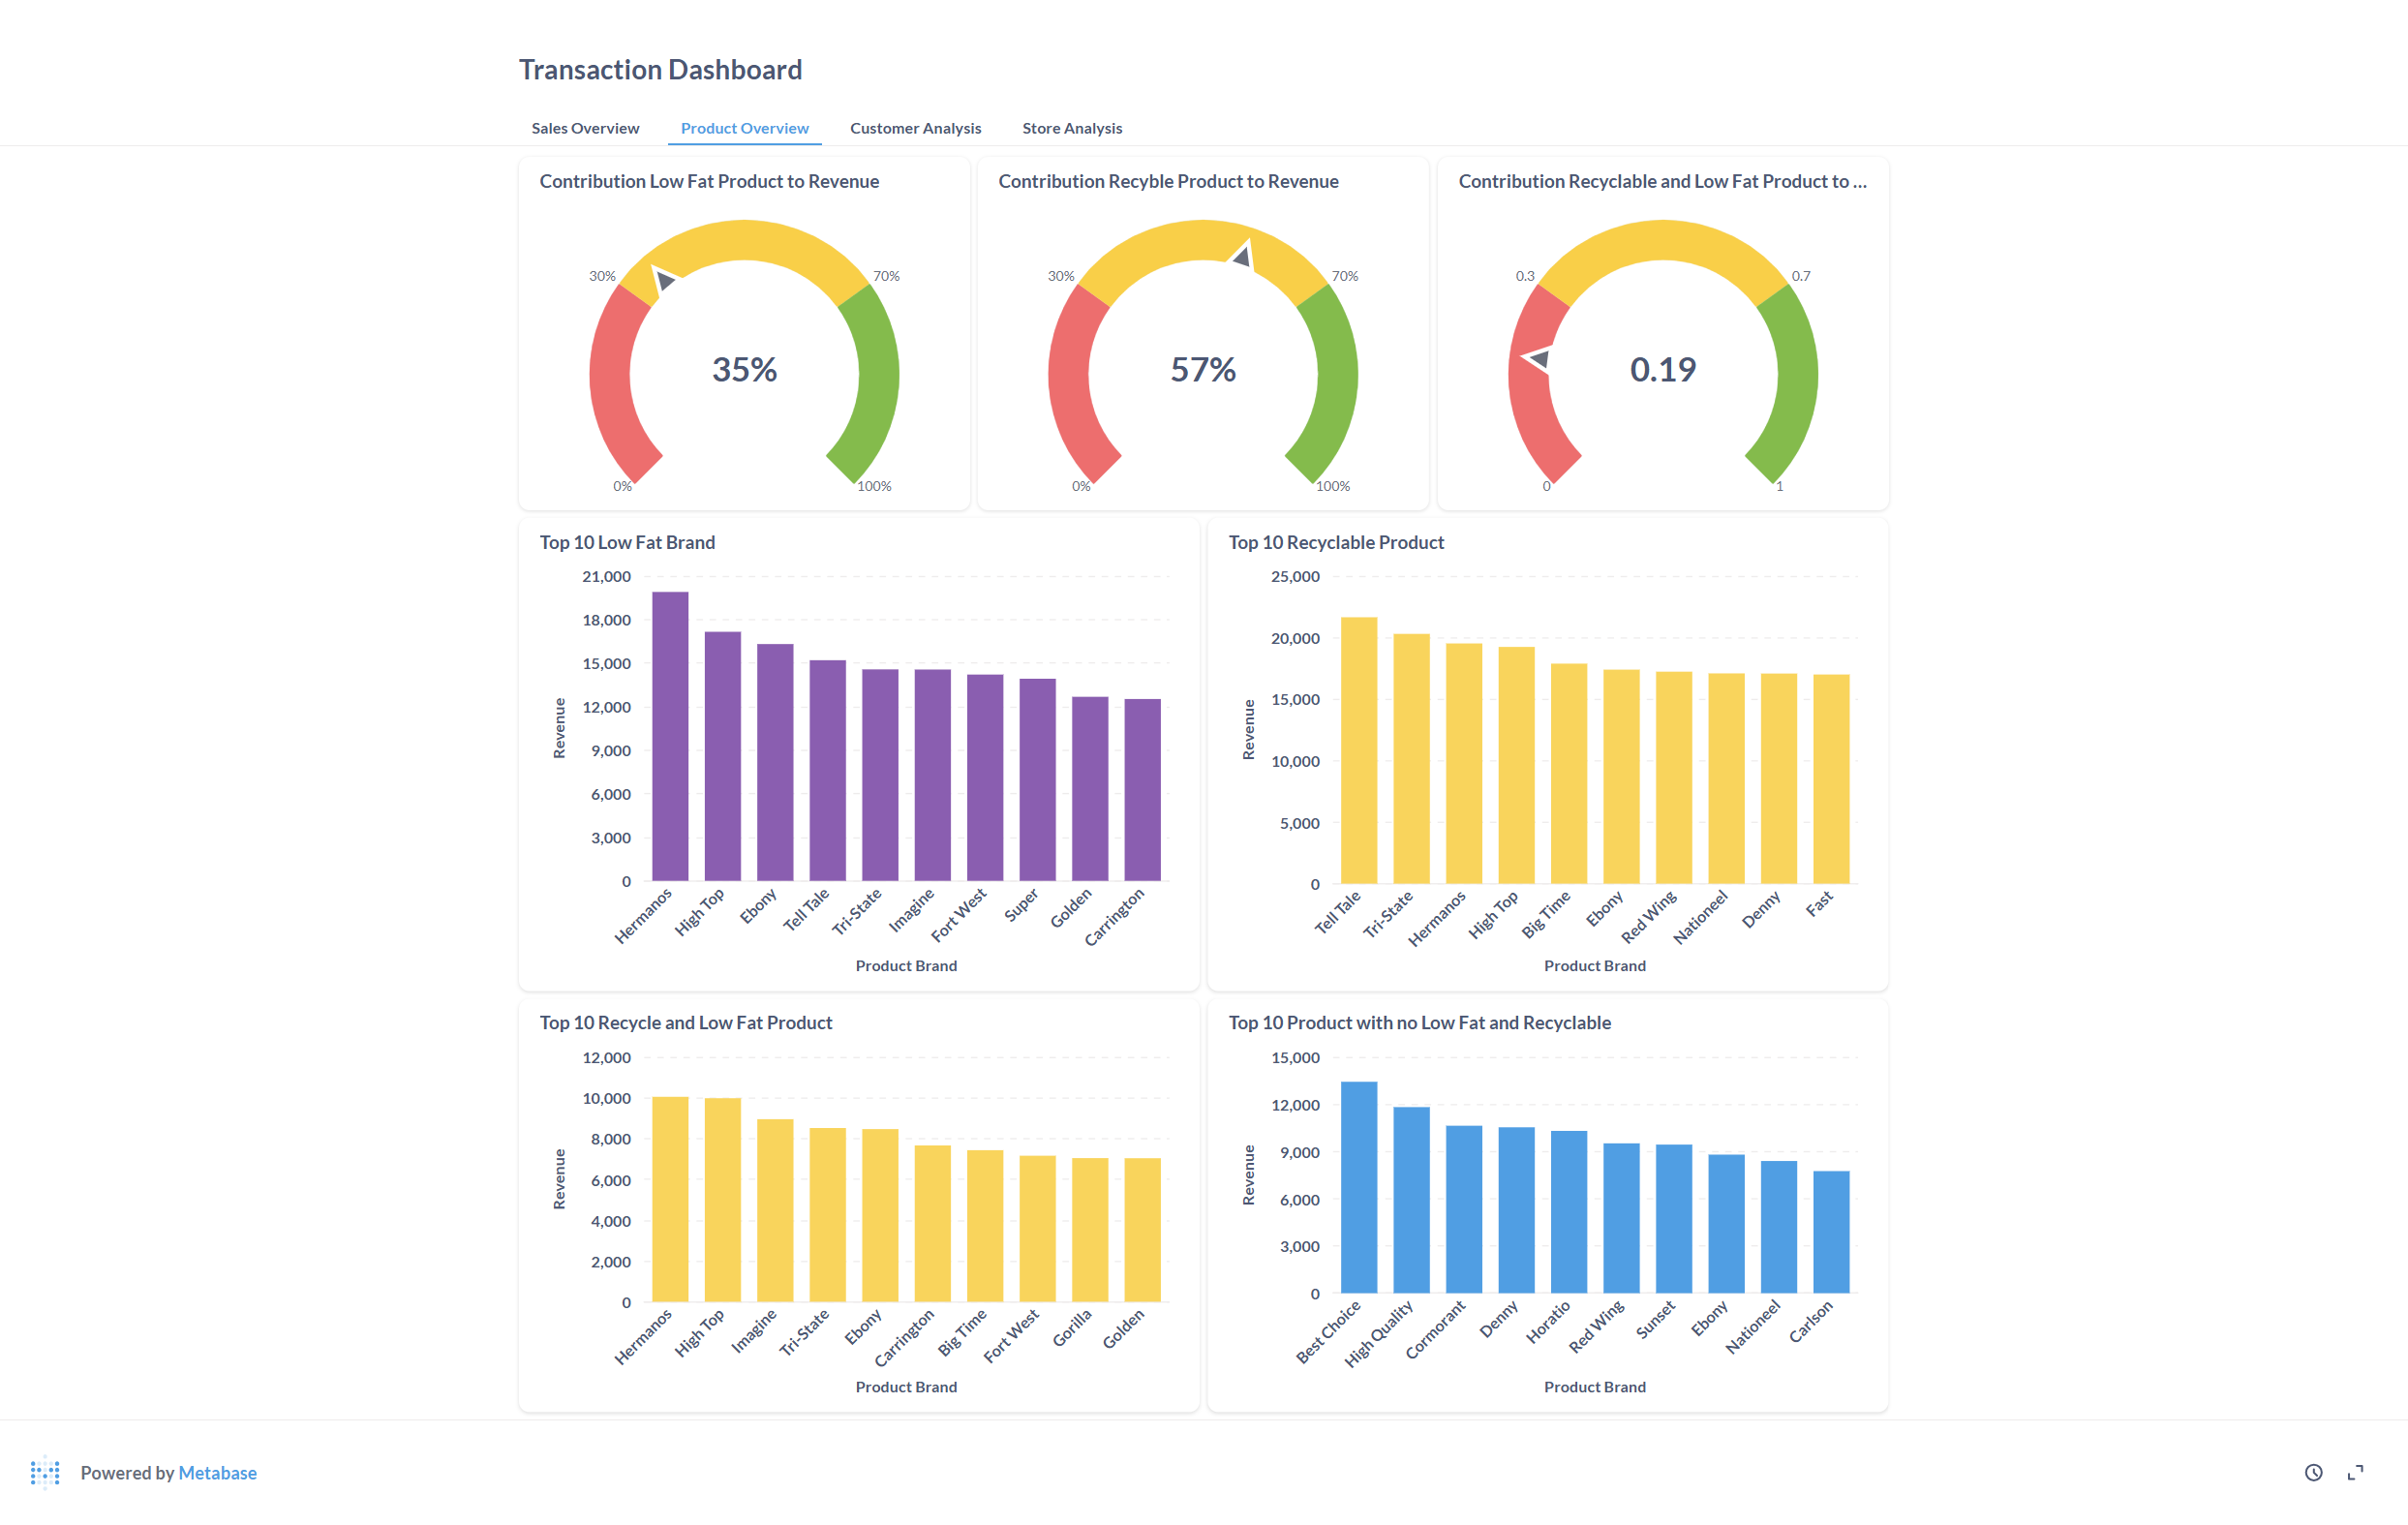 Transaction Dashboard
Sales Overview Product Overview Customer Analysis Store Analysis
Contribution Low Fat Product to Revenue
30% 70%
35%
0% 100%
Contribution Recyble Product to Revenue
30% 70%
57%
0% 100%
Contribution Recyclable and Low Fat Product to ...
0.3 0.7
0.19
0 1
Top 10 Low Fat Brand
21,000
18,000
15,000
12,000
9,000
6,000
3,000
0
Revenue
Hermanos High Top Ebony Tell Tale Tri-State Imagine Fort West Super Golden Carrington
Product Brand
Top 10 Recyclable Product
25,000
20,000
15,000
10,000
5,000
0
Revenue
Tell Tale Tri-State Hermanos High Top Big Time Ebony Red Wing Nationeel Denny Fast
Product Brand
Top 10 Recycle and Low Fat Product
12,000
10,000
8,000
6,000
4,000
2,000
0
Revenue
Hermanos High Top Imagine Tri-State Ebony Carrington Big Time Fort West Gorilla Golden
Product Brand
Top 10 Product with no Low Fat and Recyclable
15,000
12,000
9,000
6,000
3,000
0
Revenue
Best Choice High Quality Cormorant Denny Horatio Red Wing Sunset Ebony Nationeel Carlson
Product Brand
Powered by Metabase